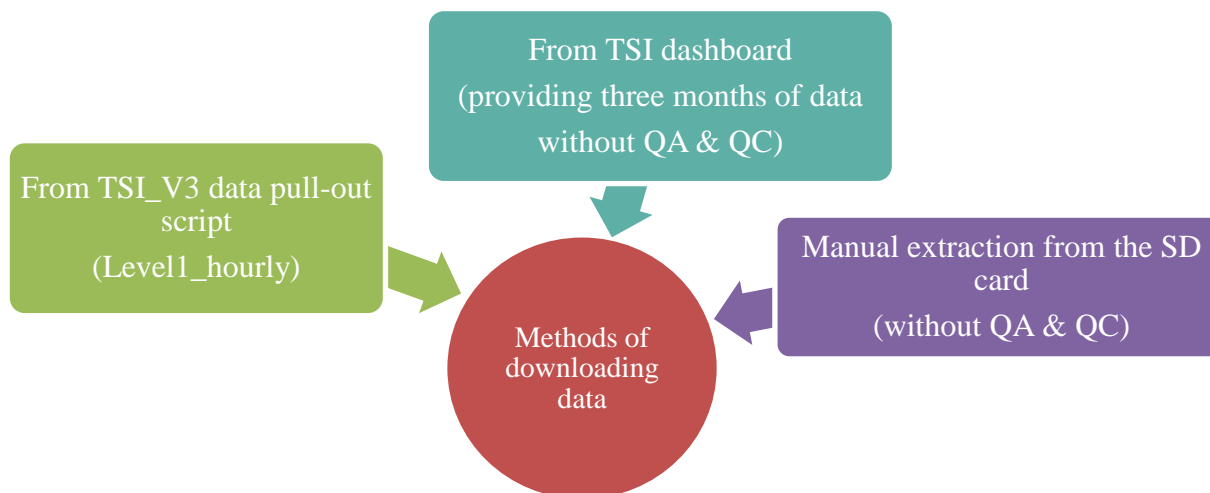 From TSI dashboard
(providing three months of data
without QA & QC)
From TSI_V3 data pull-out
script
(Level1_hourly)
Manual extraction from the SD
card
(without QA & QC)
Methods of
downloading
data